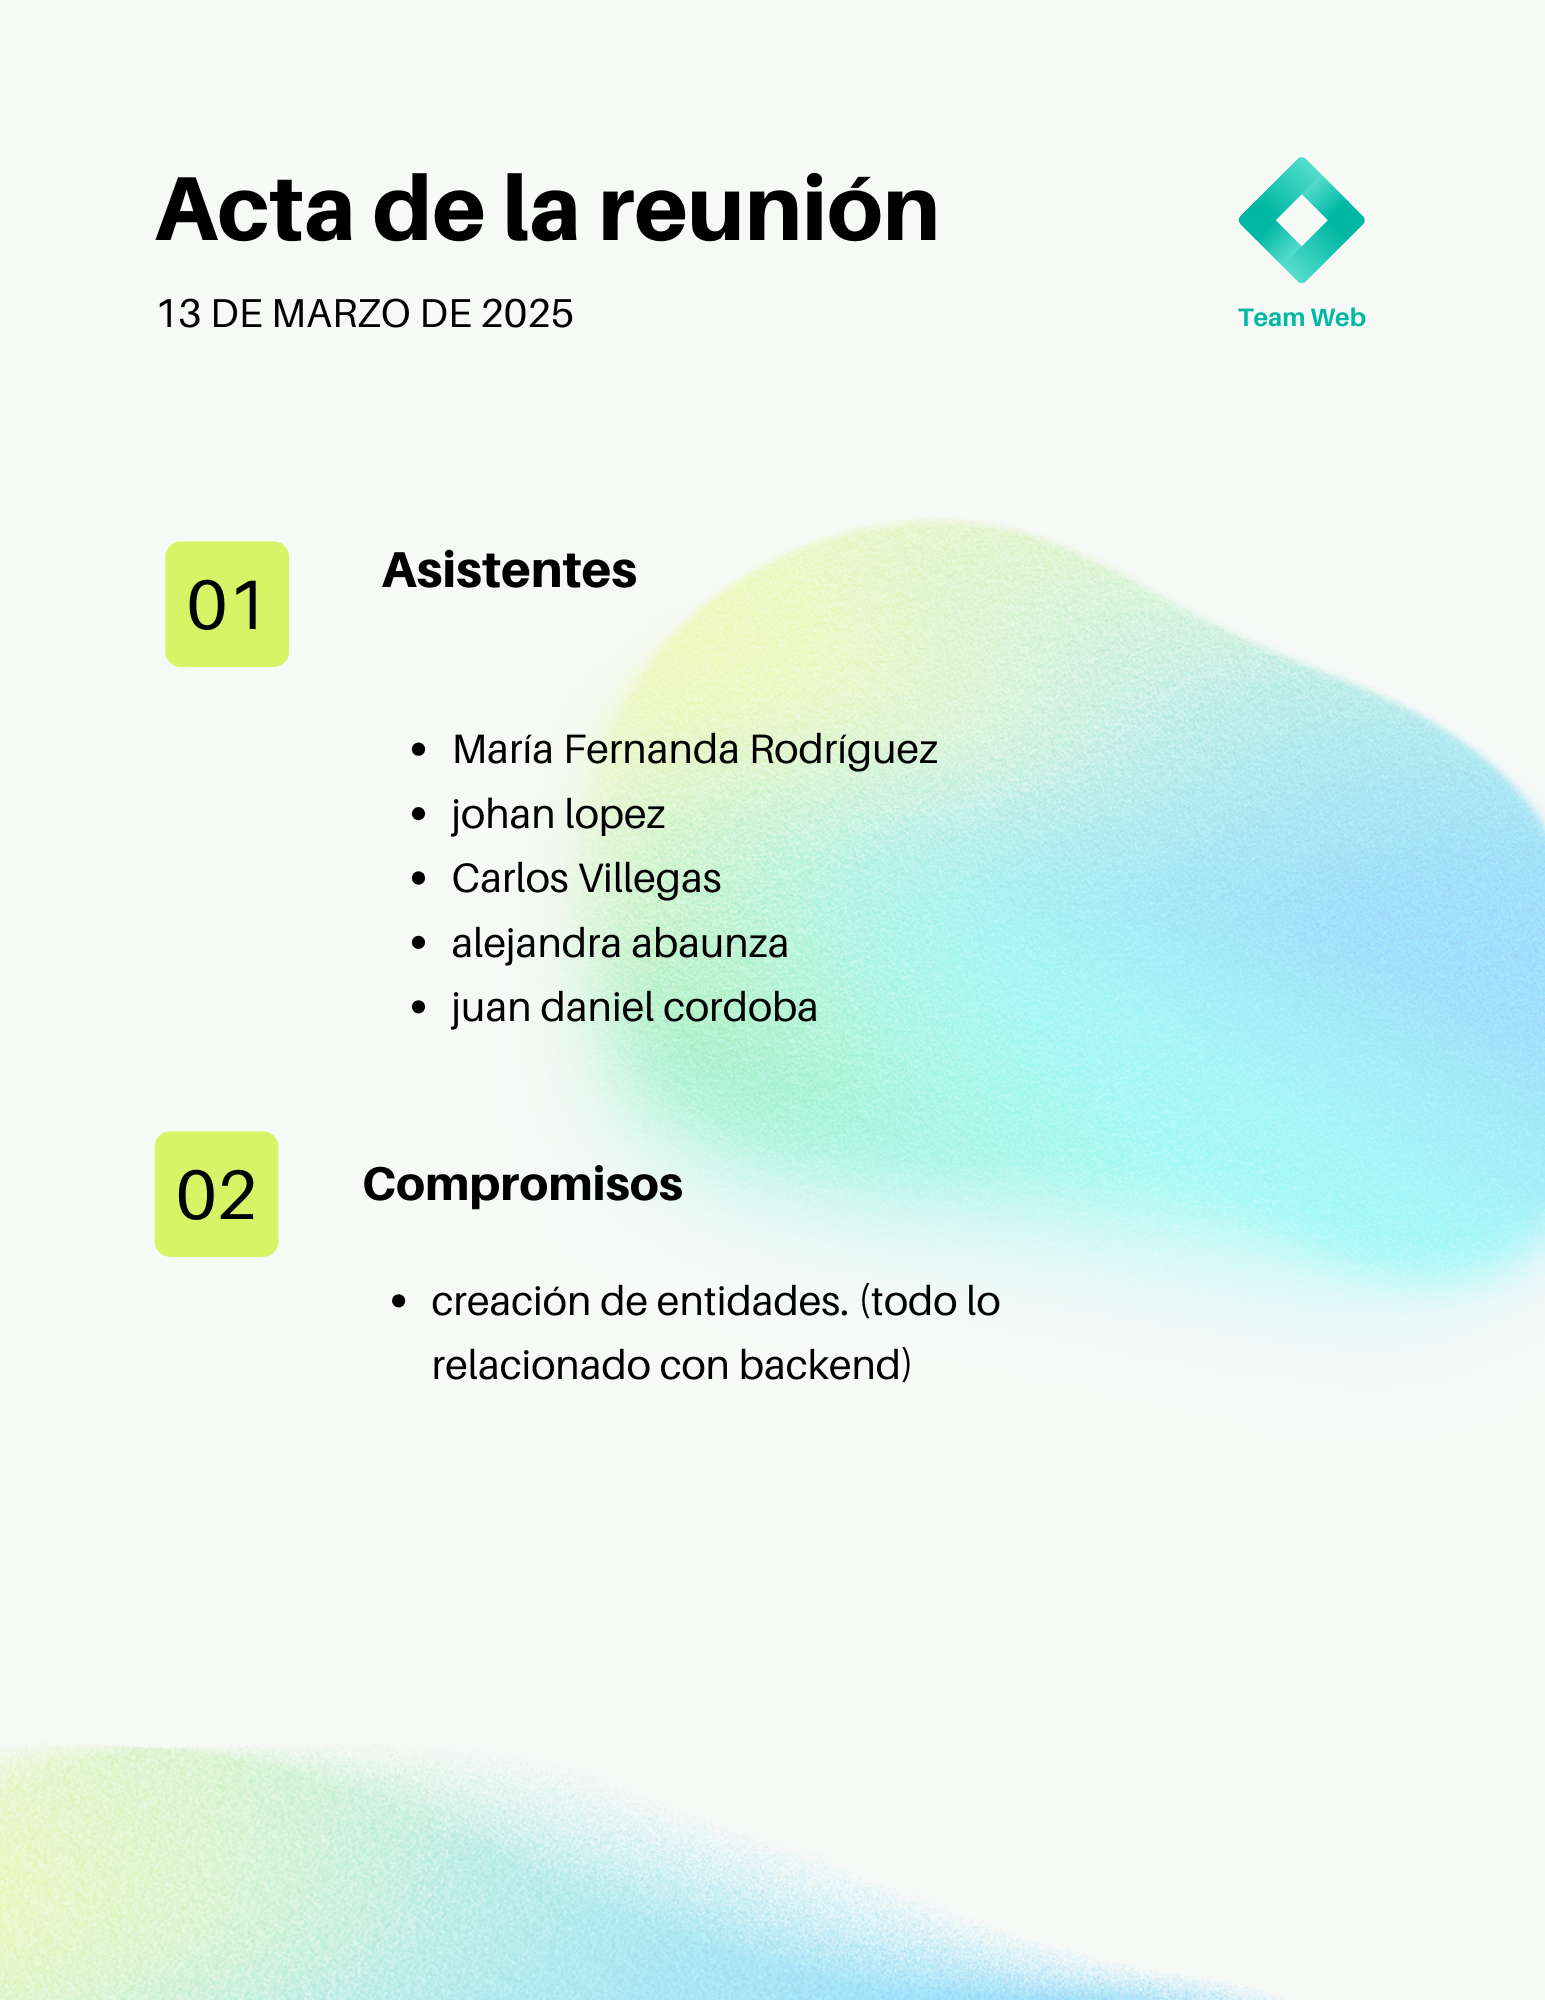 Acta de la reunión
13 DE MARZO DE 2025
Team Web
01
Asistentes
• María Fernanda Rodríguez
• johan lopez
• Carlos Villegas
• alejandra abaunza
• juan daniel cordoba
02
Compromisos
• creación de entidades. (todo lo
relacionado con backend)